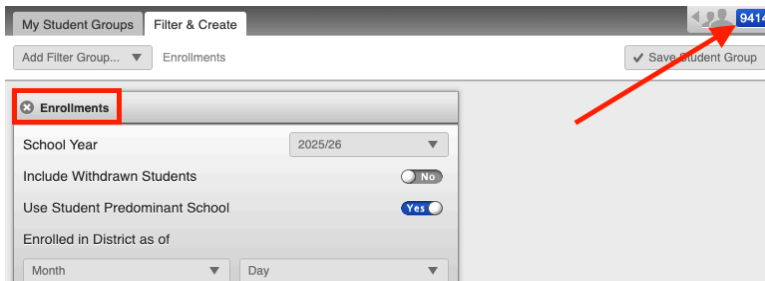 My Student Groups Filter & Create 9414
Add Filter Group... Enrollments Save Student Group
Enrollments
School Year 2025/26
Include Withdrawn Students No
Use Student Predominant School Yes
Enrolled in District as of
Month Day